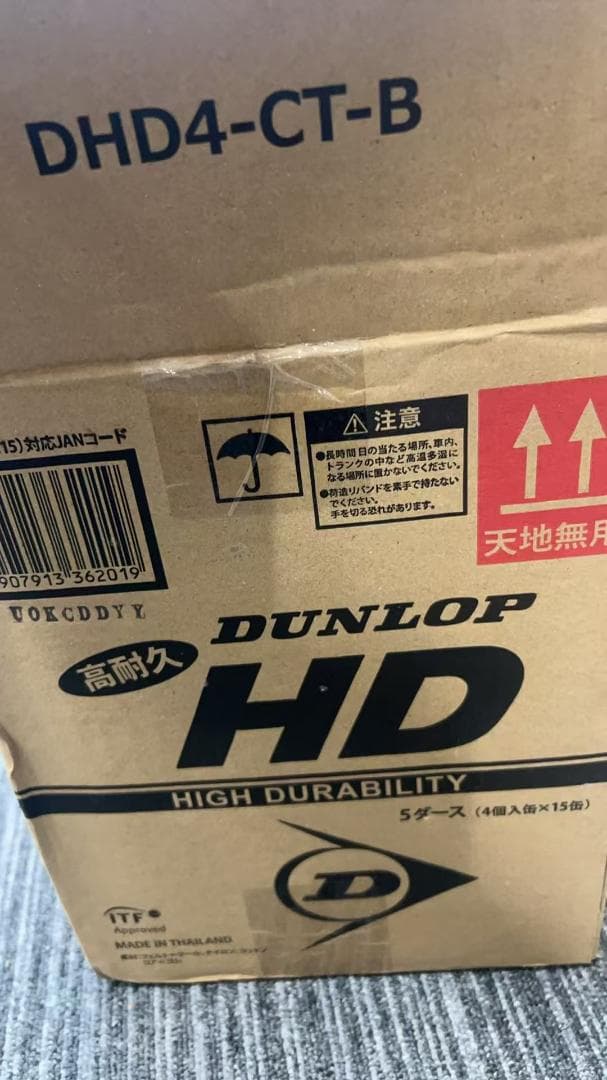 DHD4-CT-B
15)対応JANコード
907913 362019
UOKCDDYY
⚠注意
●長時間日の当たる場所、車内、
トランクの中など高温多湿に
なる場所に置かないでください。
●荷造りバンドを素手で持たない
でください。
手を切る恐れがあります。
天地無用
DUNLOP
高耐久
HD
HIGH DURABILITY
5ダース (4個入缶×15缶)
D
ITF
Approved
MADE IN THAILAND